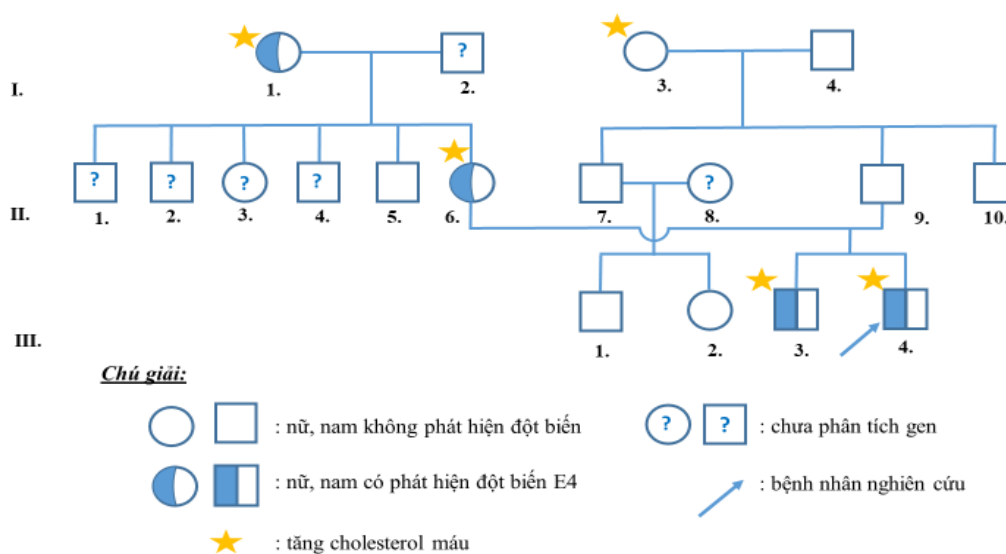 ?
1. 2. 3. 4.
I.
? ? ? ? ?
1. 2. 3. 4. 5. 6. 7. 8. 9. 10.
II.
1. 2. 3. 4.
III.
Chú giải:
: nữ, nam không phát hiện đột biến
? ? : chưa phân tích gen
: nữ, nam có phát hiện đột biến E4
: bệnh nhân nghiên cứu
: tăng cholesterol máu